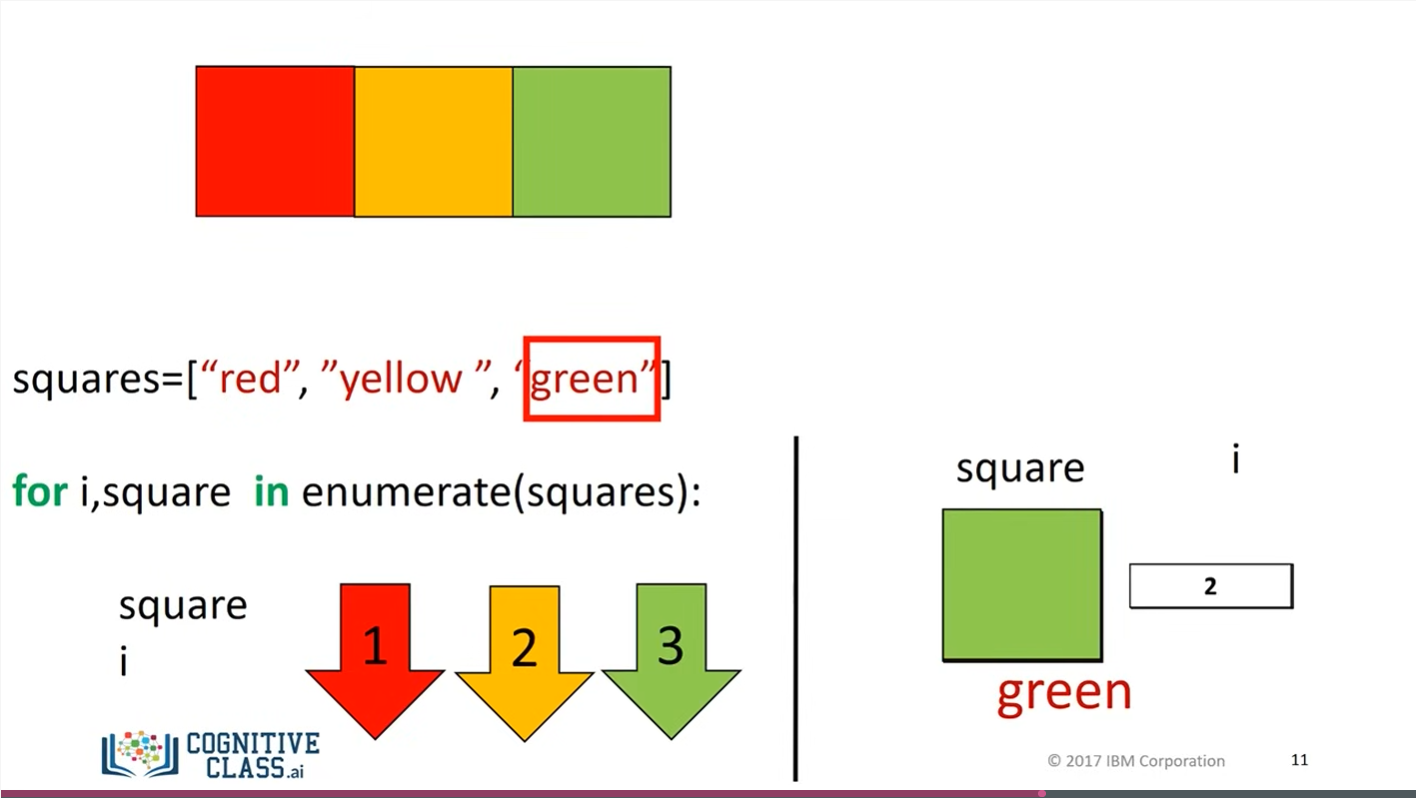 squares=[“red”, ”yellow ”, “green”]
for i,square in enumerate(squares):
square
i
1 2 3
square i
2
green
COGNITIVE
CLASS.ai
© 2017 IBM Corporation 11